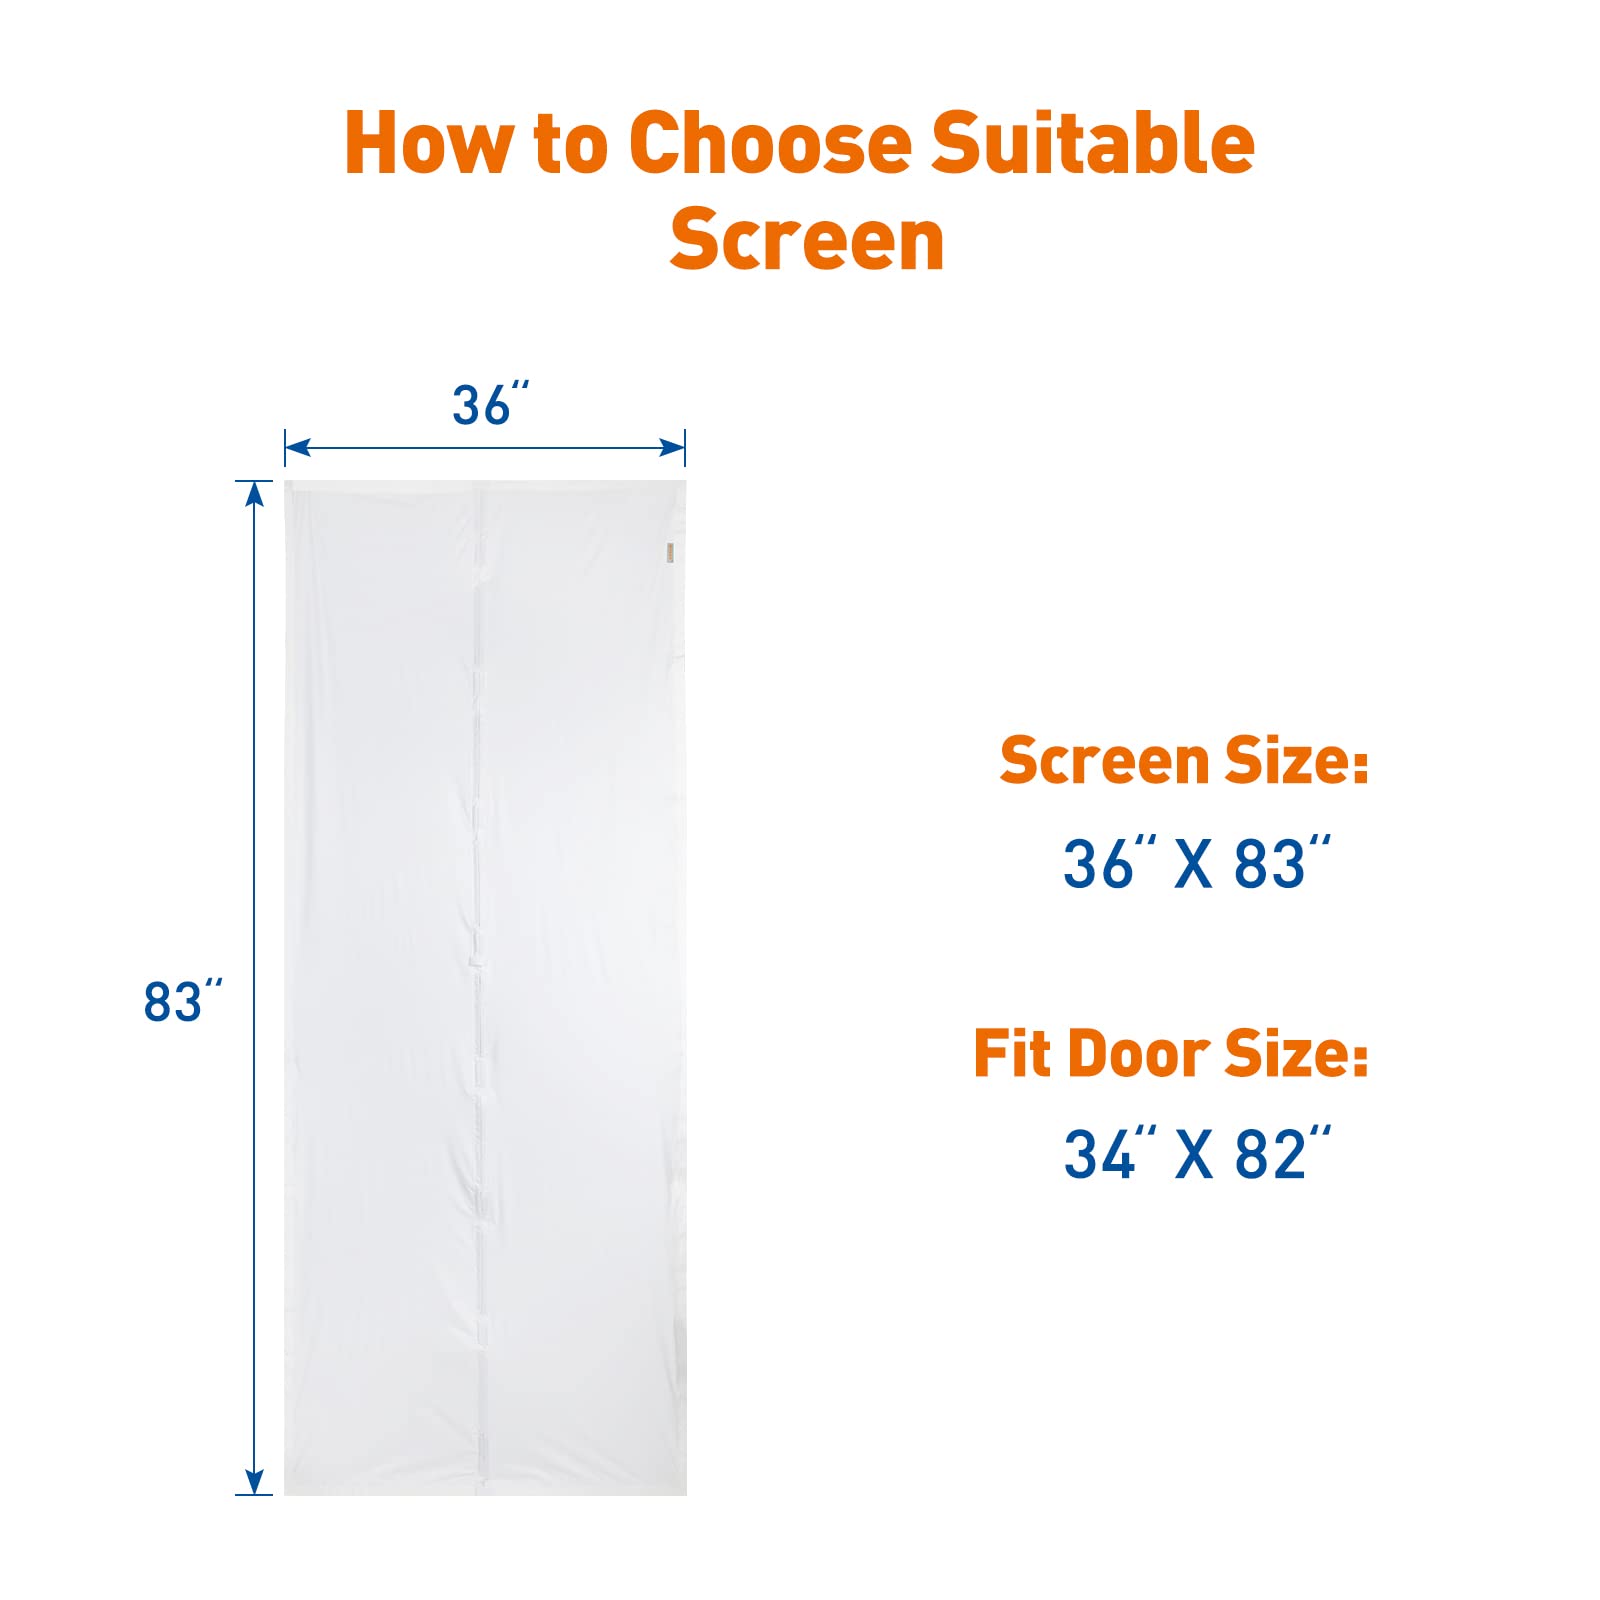 How to Choose Suitable
Screen
36‘‘
83‘‘
Screen Size:
36‘‘ X 83‘‘
Fit Door Size:
34‘‘ X 82‘‘